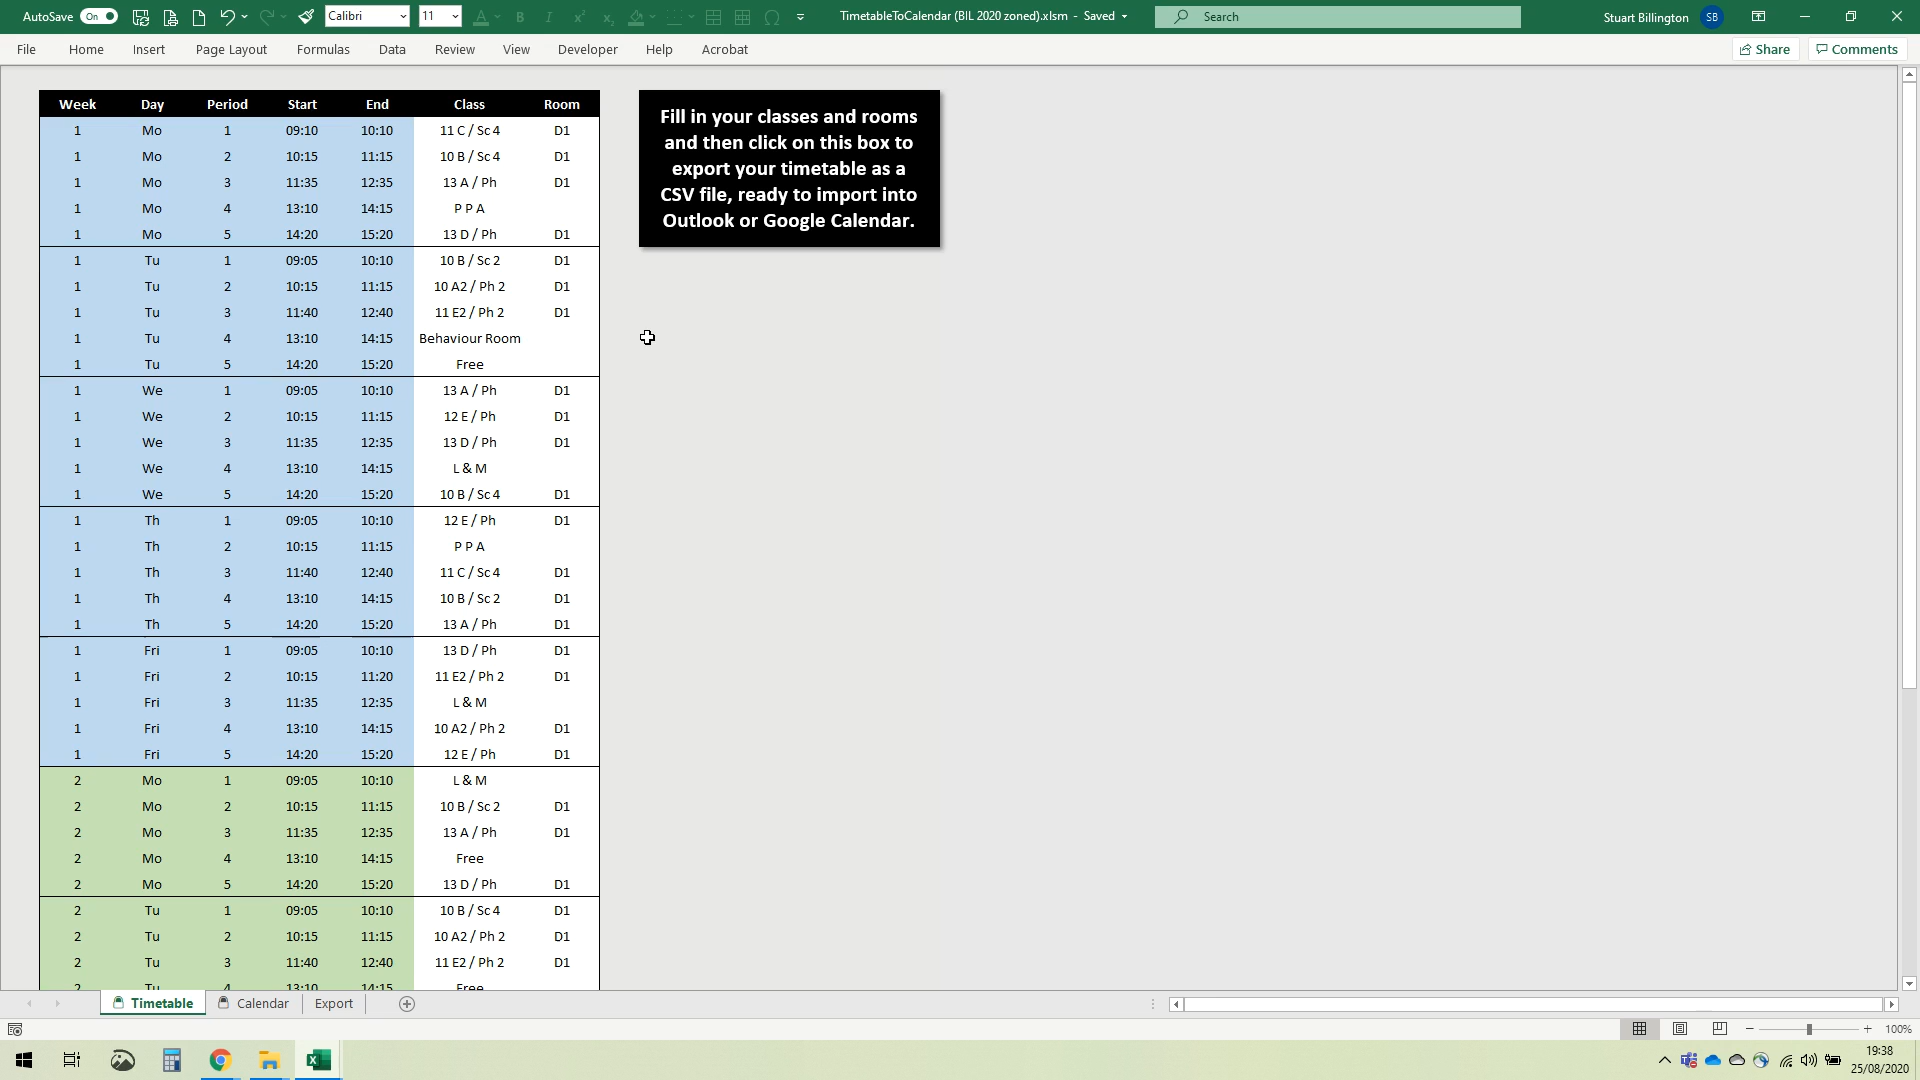 AutoSave On Calibri 11 TimetableToCalendar (BIL 2020 zoned).xlsm - Saved Search Stuart Billington SB
File Home Insert Page Layout Formulas Data Review View Developer Help Acrobat Share Comments
Week Day Period Start End Class Room
1 Mo 1 09:10 10:10 11 C / Sc 4 D1
1 Mo 2 10:15 11:15 10 B / Sc 4 D1
1 Mo 3 11:35 12:35 13 A / Ph D1
1 Mo 4 13:10 14:15 P P A
1 Mo 5 14:20 15:20 13 D / Ph D1
1 Tu 1 09:05 10:10 10 B / Sc 2 D1
1 Tu 2 10:15 11:15 10 A2 / Ph 2 D1
1 Tu 3 11:40 12:40 11 E2 / Ph 2 D1
1 Tu 4 13:10 14:15 Behaviour Room
1 Tu 5 14:20 15:20 Free
1 We 1 09:05 10:10 13 A / Ph D1
1 We 2 10:15 11:15 12 E / Ph D1
1 We 3 11:35 12:35 13 D / Ph D1
1 We 4 13:10 14:15 L & M
1 We 5 14:20 15:20 10 B / Sc 4 D1
1 Th 1 09:05 10:10 12 E / Ph D1
1 Th 2 10:15 11:15 P P A
1 Th 3 11:40 12:40 11 C / Sc 4 D1
1 Th 4 13:10 14:15 10 B / Sc 2 D1
1 Th 5 14:20 15:20 13 A / Ph D1
1 Fri 1 09:05 10:10 13 D / Ph D1
1 Fri 2 10:15 11:20 11 E2 / Ph 2 D1
1 Fri 3 11:35 12:35 L & M
1 Fri 4 13:10 14:15 10 A2 / Ph 2 D1
1 Fri 5 14:20 15:20 12 E / Ph D1
2 Mo 1 09:05 10:10 L & M
2 Mo 2 10:15 11:15 10 B / Sc 2 D1
2 Mo 3 11:35 12:35 13 A / Ph D1
2 Mo 4 13:10 14:15 Free
2 Mo 5 14:20 15:20 13 D / Ph D1
2 Tu 1 09:05 10:10 10 B / Sc 4 D1
2 Tu 2 10:15 11:15 10 A2 / Ph 2 D1
2 Tu 3 11:40 12:40 11 E2 / Ph 2 D1
2 Tu 4 13:10 14:15 Free
Fill in your classes and rooms
and then click on this box to
export your timetable as a
CSV file, ready to import into
Outlook or Google Calendar.
Timetable Calendar Export
100%
19:38
25/08/2020